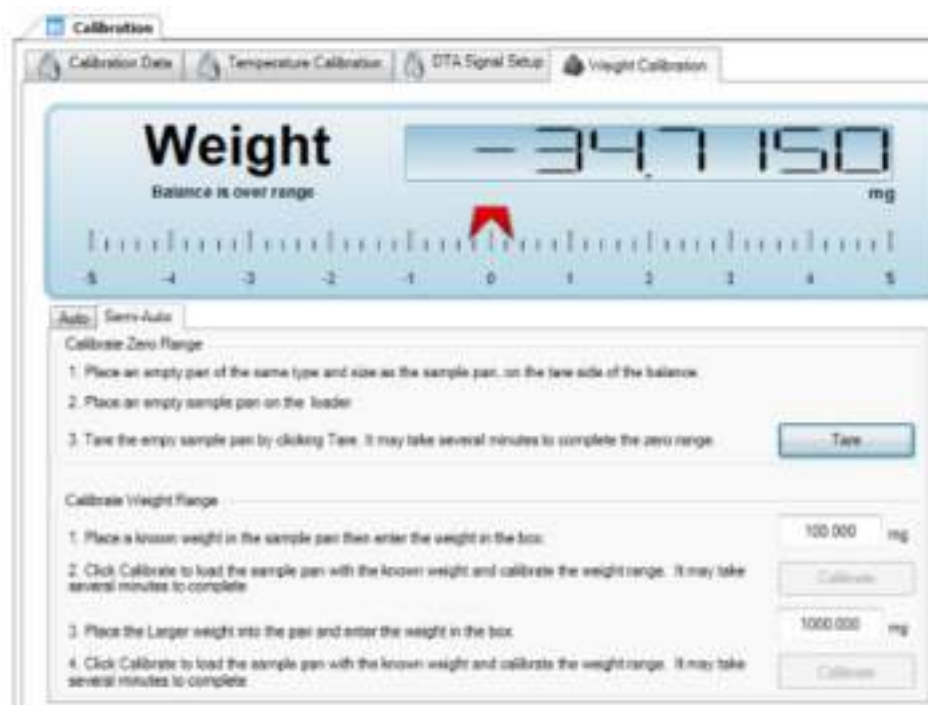 Calibration
Calibration Data Temperature Calibration DTA Signal Setup Weight Calibration
Weight -34.7150
Balance is over range mg
-5 -4 -3 -2 -1 0 1 2 3 4 5
Auto Semi-Auto
Calibrate Zero Range
1. Place an empty pan of the same type and size as the sample pan, on the tare side of the balance.
2. Place an empty sample pan on the loader
3. Tare the empy sample pan by clicking Tare. It may take several minutes to complete the zero range. Tare
Calibrate Weight Range
1. Place a known weight in the sample pan then enter the weight in the box. 100.000 mg
2. Click Calibrate to load the sample pan with the known weight and calibrate the weight range. It may take
several minutes to complete Calibrate
3. Place the Larger weight into the pan and enter the weight in the box 1000.000 mg
4. Click Calibrate to load the sample pan with the known weight and calibrate the weight range. It may take
several minutes to complete Calibrate